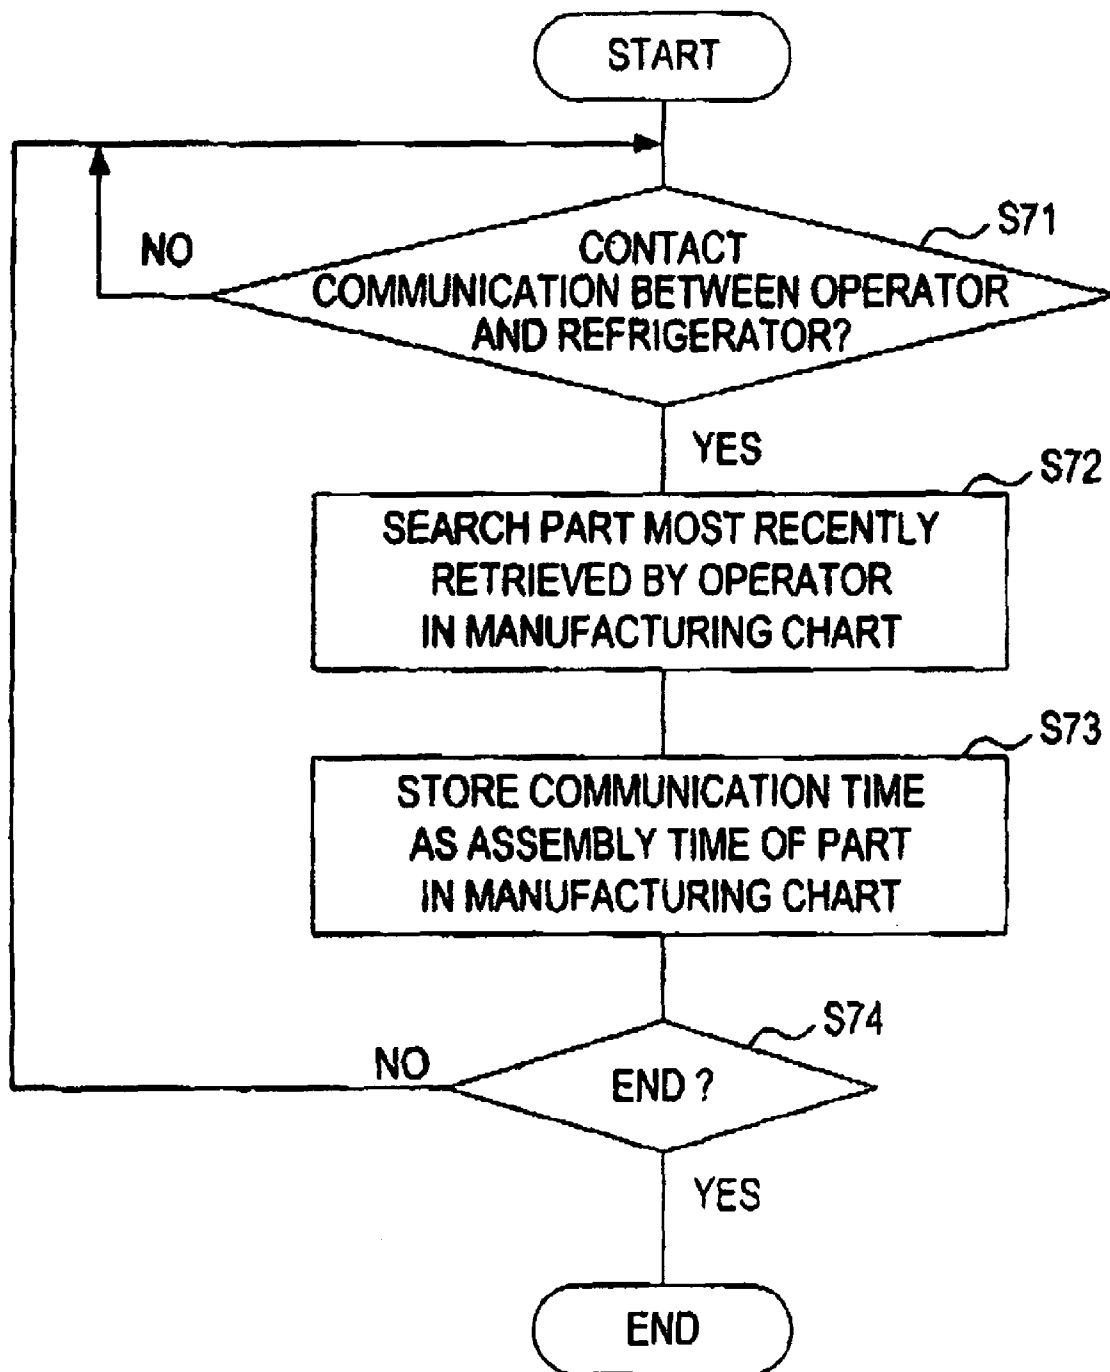 START
S71
NO
CONTACT
COMMUNICATION BETWEEN OPERATOR
AND REFRIGERATOR?
YES
S72
SEARCH PART MOST RECENTLY
RETRIEVED BY OPERATOR
IN MANUFACTURING CHART
S73
STORE COMMUNICATION TIME
AS ASSEMBLY TIME OF PART
IN MANUFACTURING CHART
S74
NO
END ?
YES
END